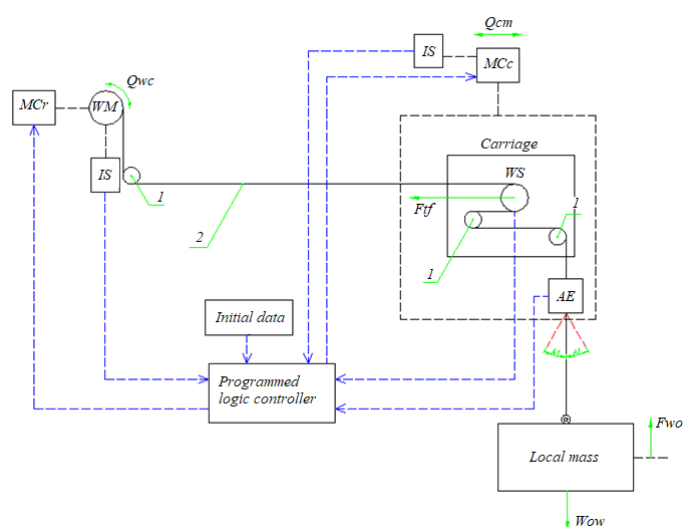 Qcm
IS
MCc
Qwc
MCr
WM
Carriage
IS
WS
1
Ftf
1
2
1
AE
Initial data
Programmed
logic controller
Fwo
Local mass
Wow